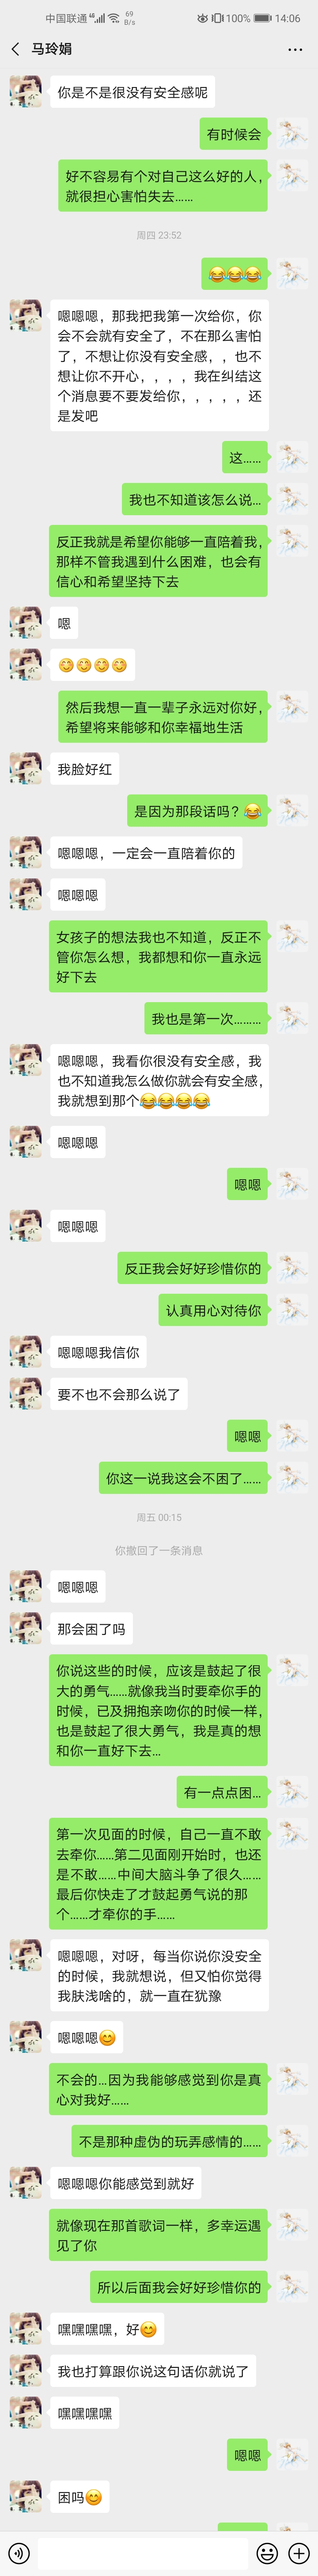 中国联通 4G 69 B/s 100% 14:06
马玲娟
你是不是很没有安全感呢
有时候会
好不容易有个对自己这么好的人，
就很担心害怕失去……
周四 23:52
😂😂😂
嗯嗯嗯，那我把我第一次给你，你
会不会就有安全了，不在那么害怕
了，不想让你没有安全感，，也不
想让你不开心，，，，我在纠结这
个消息要不要发给你，，，，，还
是发吧
这……
我也不知道该怎么说…
反正我就是希望你能够一直陪着我，
那样不管我遇到什么困难，也会有
信心和希望坚持下去
嗯
😊😊😊😊
然后我想一直一辈子永远对你好，
希望将来能够和你幸福地生活
我脸好红
是因为那段话吗？😂
嗯嗯嗯，一定会一直陪着你的
嗯嗯嗯
女孩子的想法我也不知道，反正不
管你怎么想，我都想和你一直永远
好下去
我也是第一次………
嗯嗯嗯，我看你很没有安全感，我
也不知道我怎么做你就会有安全感，
我就想到那个😂😂😂😂
嗯嗯嗯
嗯嗯
嗯嗯嗯
反正我会好好珍惜你的
认真用心对待你
嗯嗯嗯我信你
要不也不会那么说了
嗯嗯
你这一说我这会不困了……
周五 00:15
你撤回了一条消息
嗯嗯嗯
那会困了吗
你说这些的时候，应该是鼓起了很
大的勇气……就像我当时要牵你手的
时候，已及拥抱亲吻你的时候一样，
也是鼓起了很大勇气，我是真的想
和你一直好下去…
有一点点困…
第一次见面的时候，自己一直不敢
去牵你……第二见面刚开始时，也还
是不敢……中间大脑斗争了很久……
最后你快走了才鼓起勇气说的那
个……才牵你的手……
嗯嗯嗯，对呀，每当你说你没安全
的时候，我就想说，但又怕你觉得
我肤浅啥的，就一直在犹豫
嗯嗯嗯😊
不会的…因为我能够感觉到你是真
心对我好……
不是那种虚伪的玩弄感情的……
嗯嗯嗯你能感觉到就好
就像现在那首歌词一样，多幸运遇
见了你
所以后面我会好好珍惜你的
嘿嘿嘿嘿，好😊
我也打算跟你说这句话你就说了
嘿嘿嘿嘿
嗯嗯
困吗😊